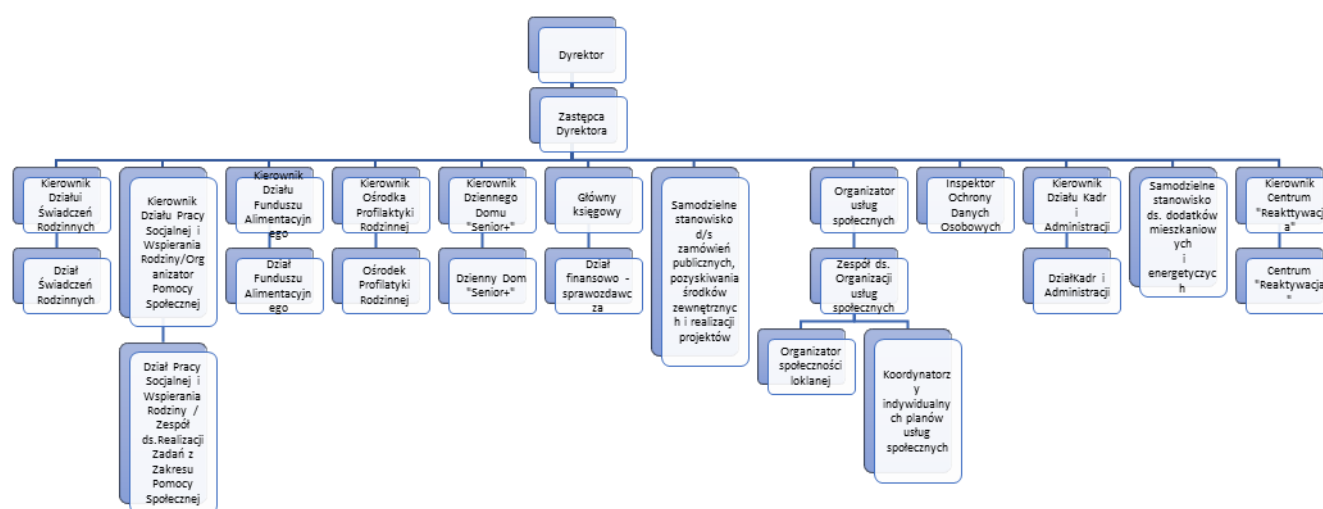 Dyrektor
Zastępca
Dyrektora
Kierownik
Działui
Świadczeń
Rodzinnych
Kierownik
Działu Pracy
Socjalnej i
Wspierania
Rodziny/Org
anizator
Pomocy
Społecznej
Kierownik
Działu
Funduszu
Alimentacyjn
ego
Kierownik
Ośrodka
Profilaktyki
Rodzinnej
Kierownik
Dziennego
Domu
"Senior+"
Główny
księgowy
Samodzielne
stanowisko
d/s
zamówień
publicznych,
pozyskiwania
środków
zewnętrznyc
h i realizacji
projektów
Organizator
usług
społecznych
Inspektor
Ochrony
Danych
Osobowych
Kierownik
Działu Kadr
i
Administracji
Samodzielne
stanowisko
ds. dodatków
mieszkaniow
ych
i
energetyczyc
h
Kierownik
Centrum
"Reakttywacj
a"
Dział
Świadczeń
Rodzinnych
Dział
Funduszu
Alimentacyjn
ego
Ośrodek
Profilatyki
Rodzinnej
Dzienny Dom
"Senior+"
Dział
finansowo -
sprawozdawc
za
Zespół ds.
Organizacji
usług
społecznych
DziałKadr i
Administracji
Centrum
"Reaktywacja
"
Dział Pracy
Socjalnej i
Wspierania
Rodziny /
Zespół
ds.Realizacji
Zadań z
Zakresu
Pomocy
Społecznej
Organizator
społeczności
loklanej
Koordynatorz
y
indywidualny
ch planów
usług
społecznych